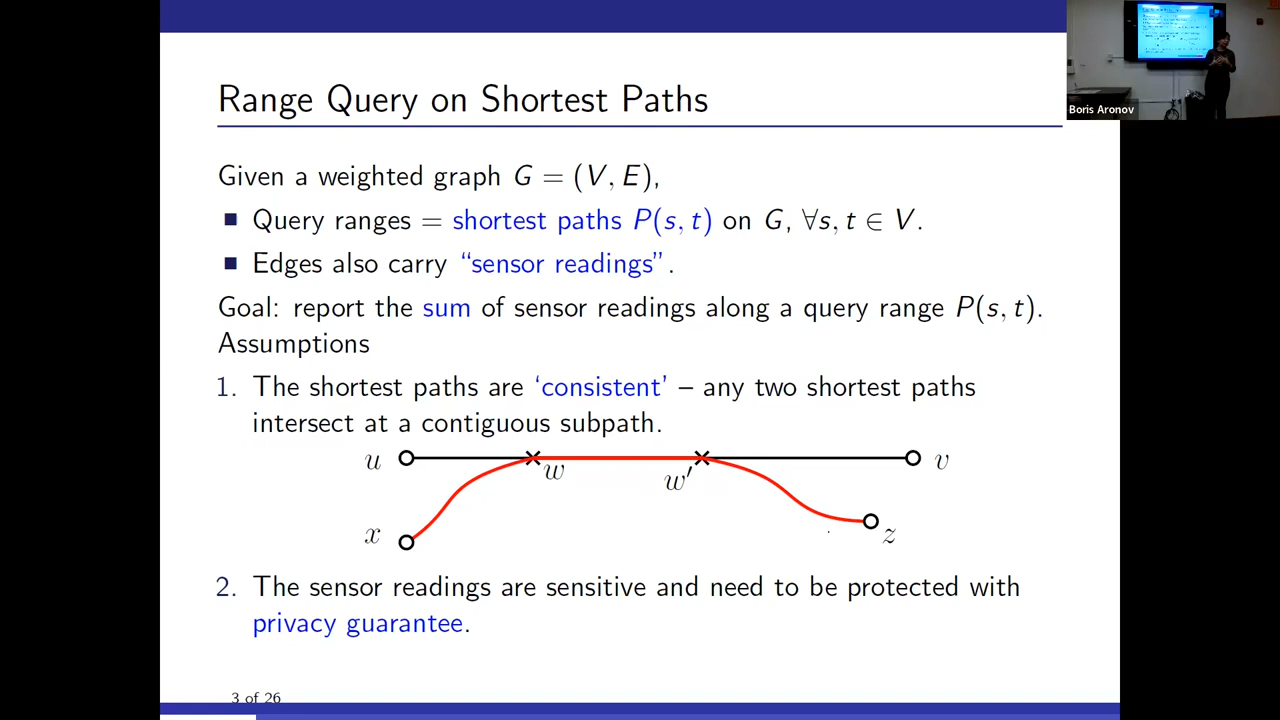 Boris Aronov
Range Query on Shortest Paths
Given a weighted graph G = (V, E),
■ Query ranges = shortest paths P(s, t) on G, ∀s, t ∈ V.
■ Edges also carry “sensor readings”.
Goal: report the sum of sensor readings along a query range P(s, t).
Assumptions
1. The shortest paths are ‘consistent’ – any two shortest paths
intersect at a contiguous subpath.
u
w
w′
v
x
z
2. The sensor readings are sensitive and need to be protected with
privacy guarantee.
3 of 26